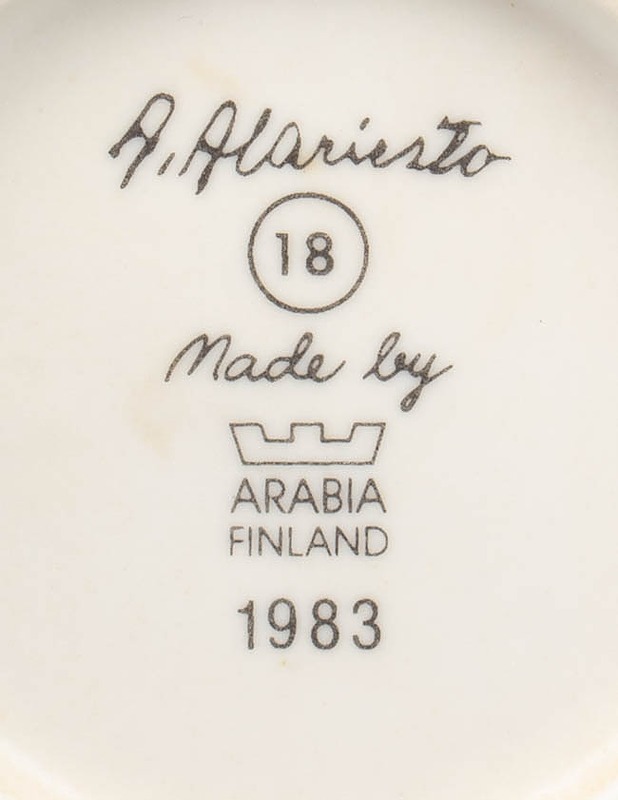 A. Alariesto
18
Made by
ARABIA
FINLAND
1983